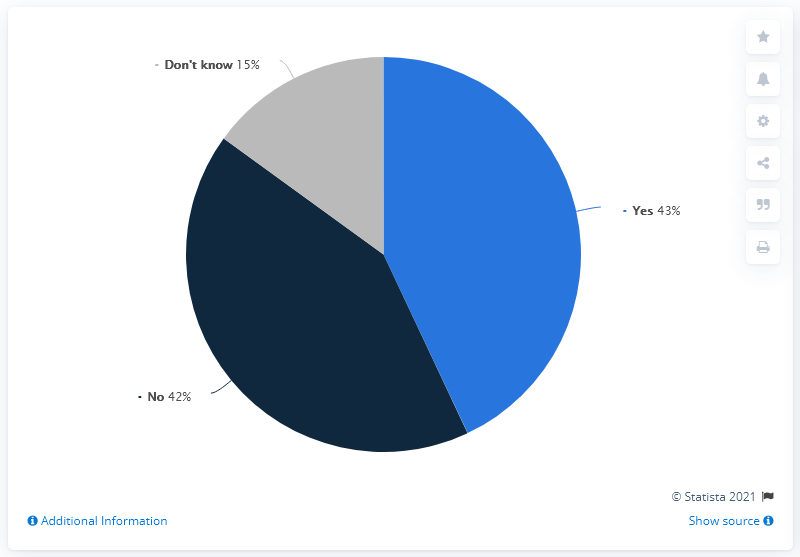 Don't know 15%
Yes 43%
No 42%
© Statista 2021
Additional Information
Show source